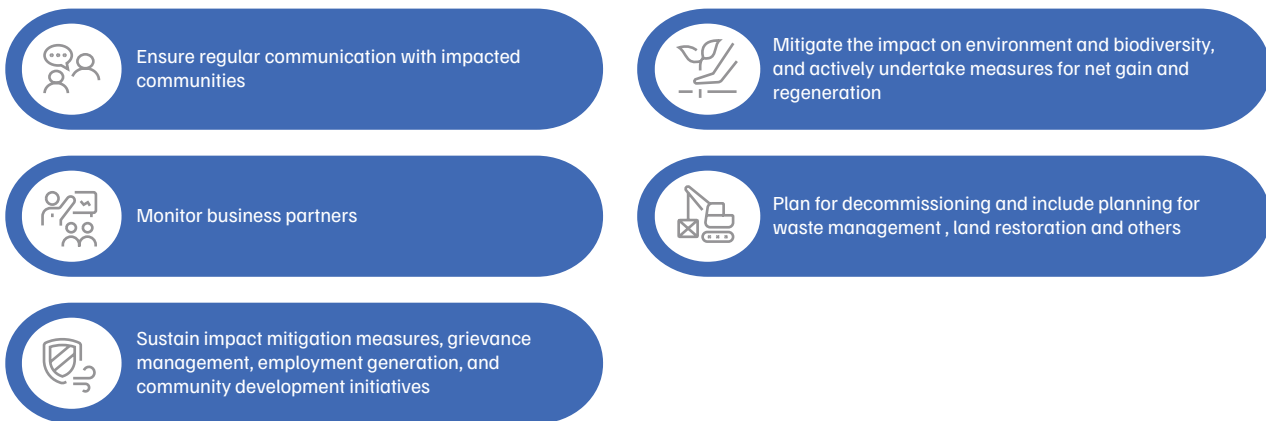 Ensure regular communication with impacted
communities
Monitor business partners
Sustain impact mitigation measures, grievance
management, employment generation, and
community development initiatives
Mitigate the impact on environment and biodiversity,
and actively undertake measures for net gain and
regeneration
Plan for decommissioning and include planning for
waste management , land restoration and others